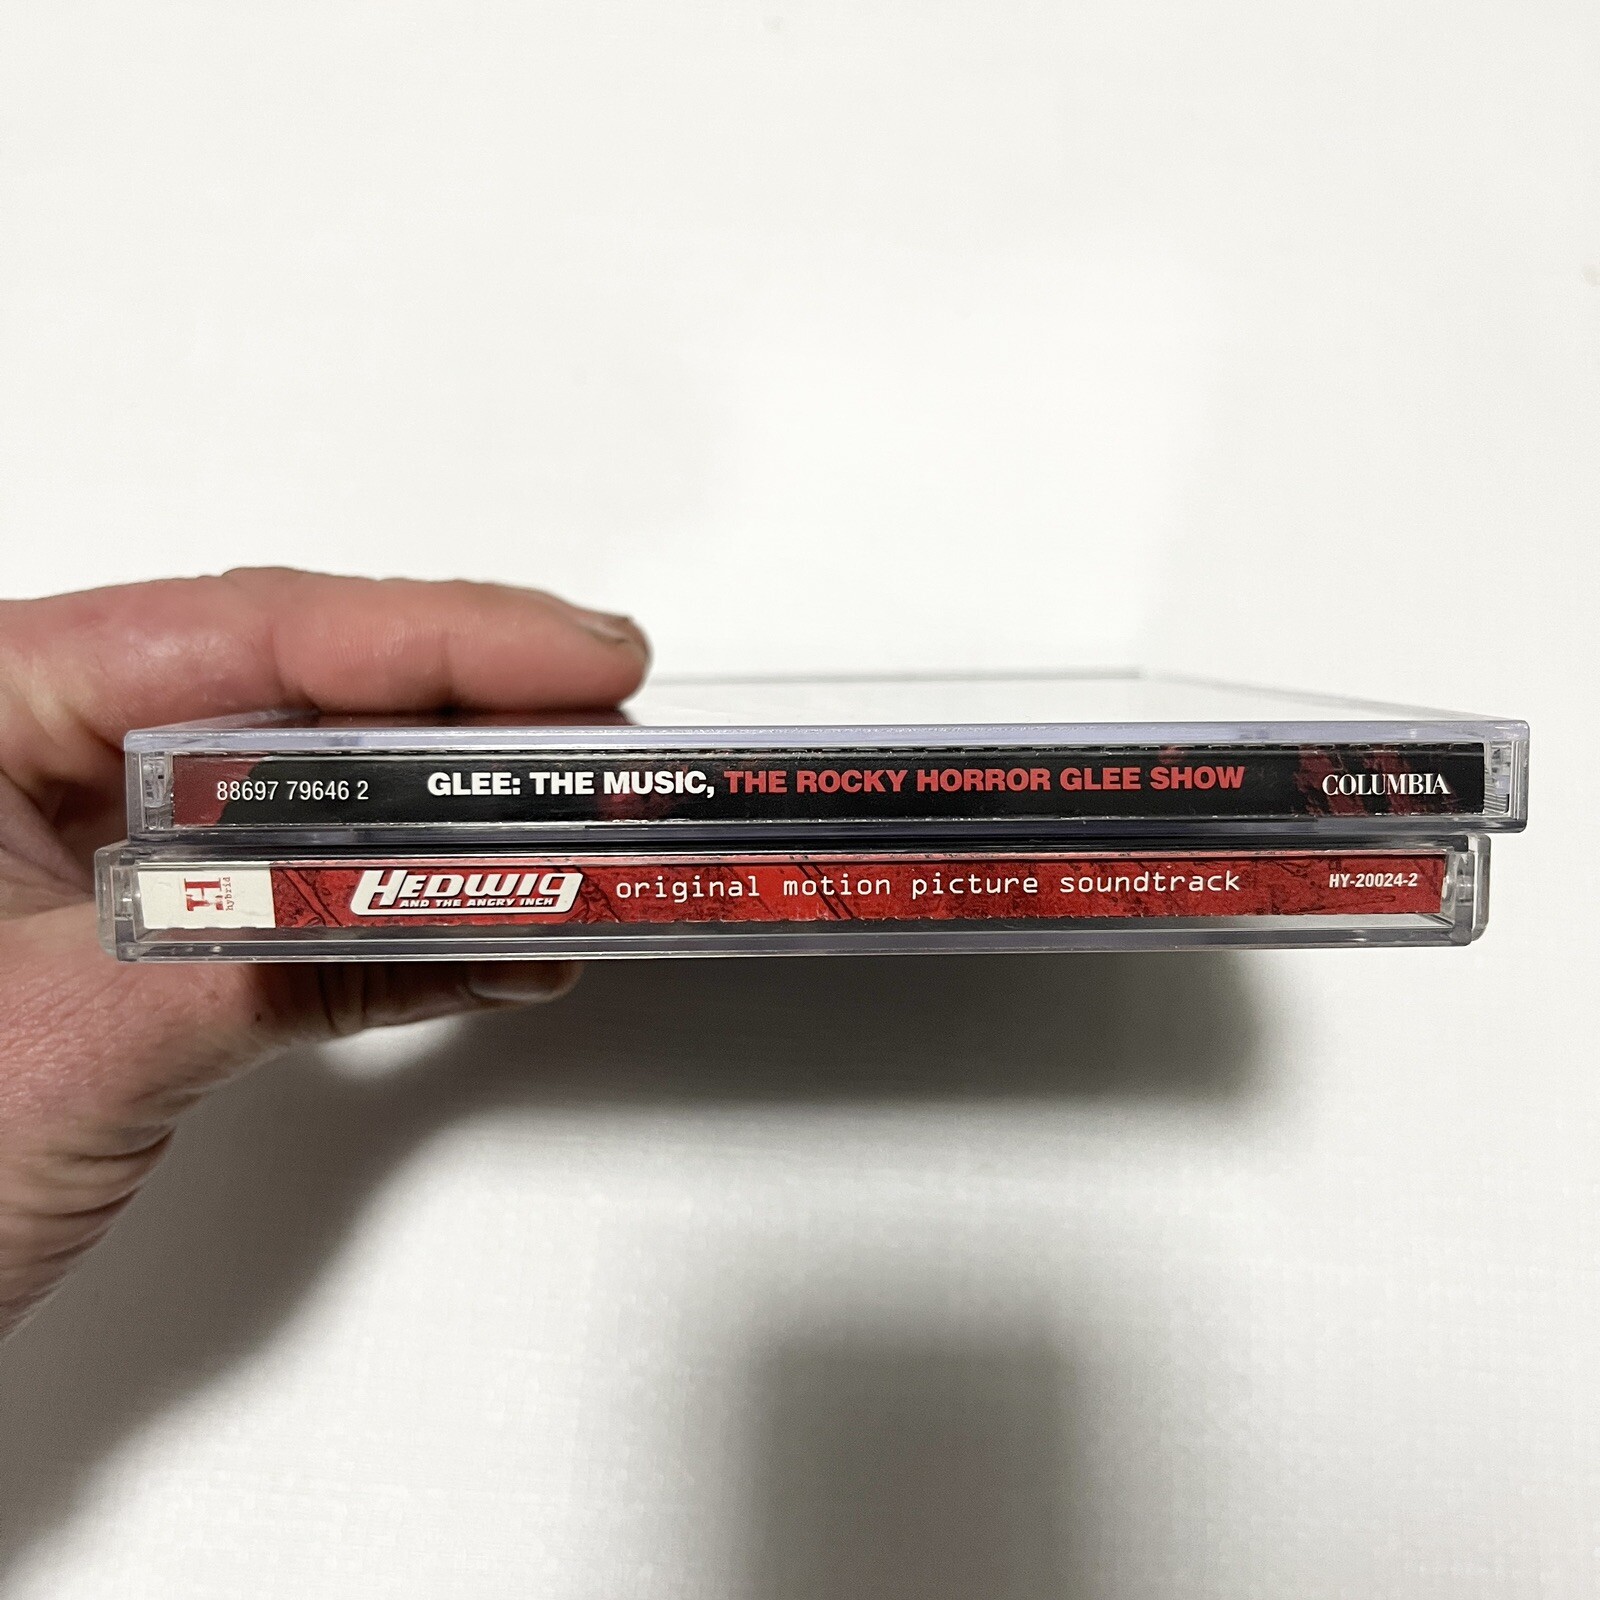 88697 79646 2 GLEE: THE MUSIC, THE ROCKY HORROR GLEE SHOW COLUMBIA
H hybrid HEDWIG AND THE ANGRY INCH original motion picture soundtrack HY-20024-2